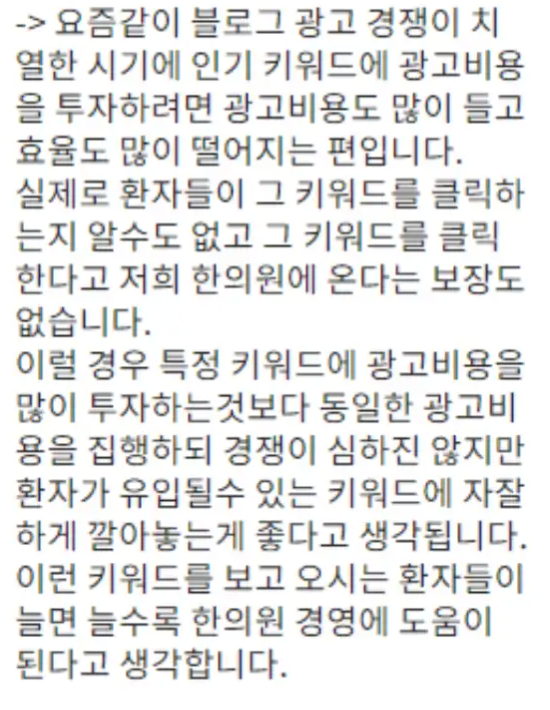 -> 요즘같이 블로그 광고 경쟁이 치
열한 시기에 인기 키워드에 광고비용
을 투자하려면 광고비용도 많이 들고
효율도 많이 떨어지는 편입니다.
실제로 환자들이 그 키워드를 클릭하
는지 알수도 없고 그 키워드를 클릭
한다고 저희 한의원에 온다는 보장도
없습니다.
이럴 경우 특정 키워드에 광고비용을
많이 투자하는것보다 동일한 광고비
용을 집행하되 경쟁이 심하진 않지만
환자가 유입될수 있는 키워드에 자잘
하게 깔아놓는게 좋다고 생각됩니다.
이런 키워드를 보고 오시는 환자들이
늘면 늘수록 한의원 경영에 도움이
된다고 생각합니다.